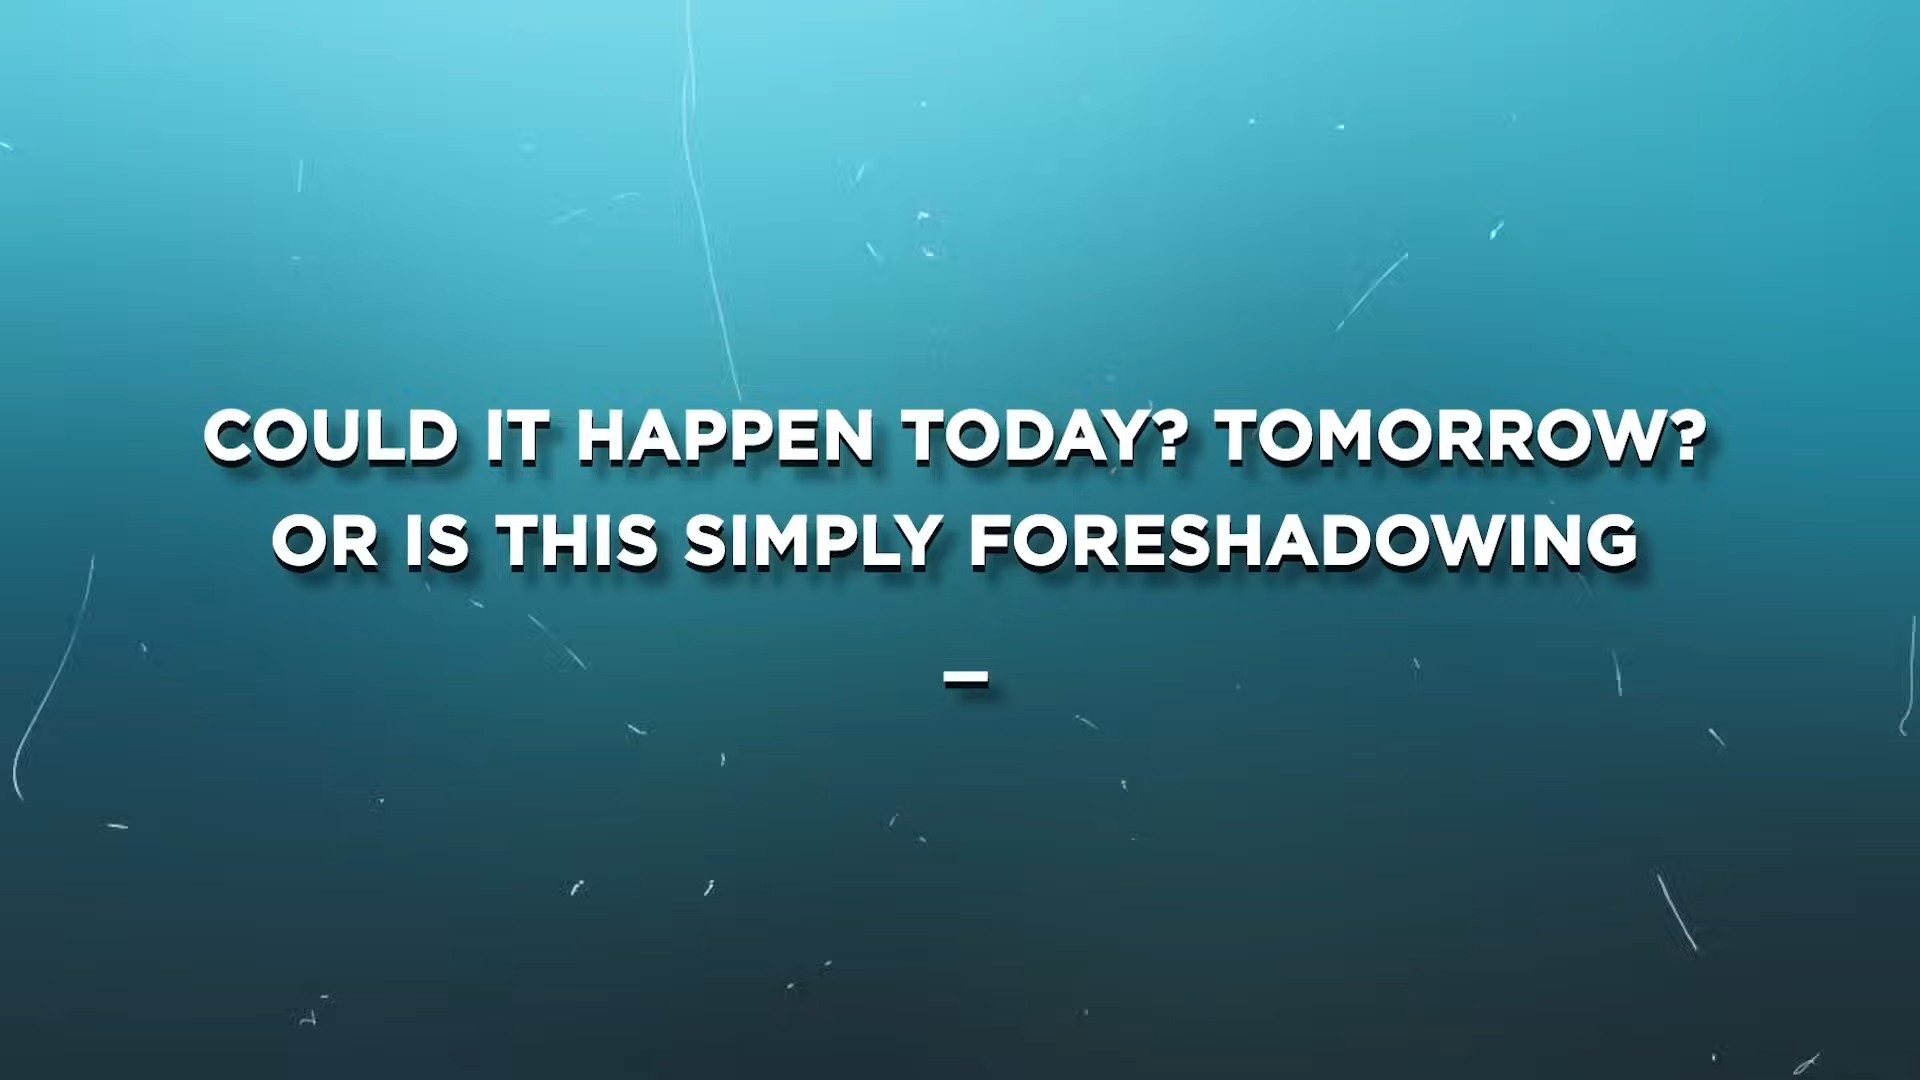 COULD IT HAPPEN TODAY? TOMORROW?
OR IS THIS SIMPLY FORESHADOWING
_